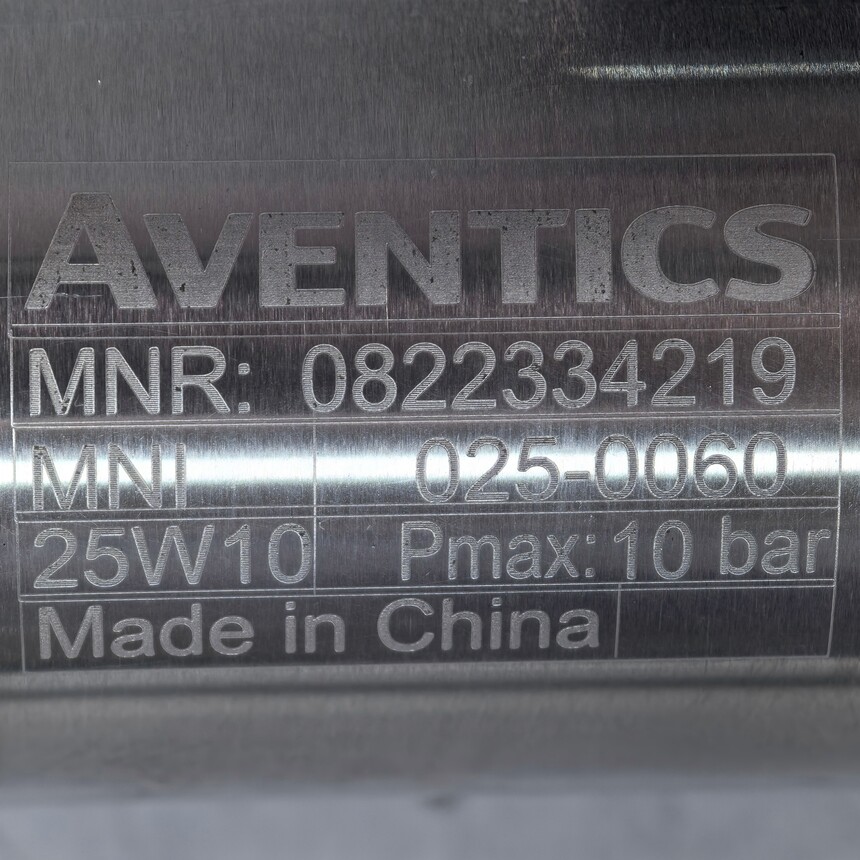 AVENTICS
MNR: 0822334219
MNI 025-0060
25W10 Pmax: 10 bar
Made in China